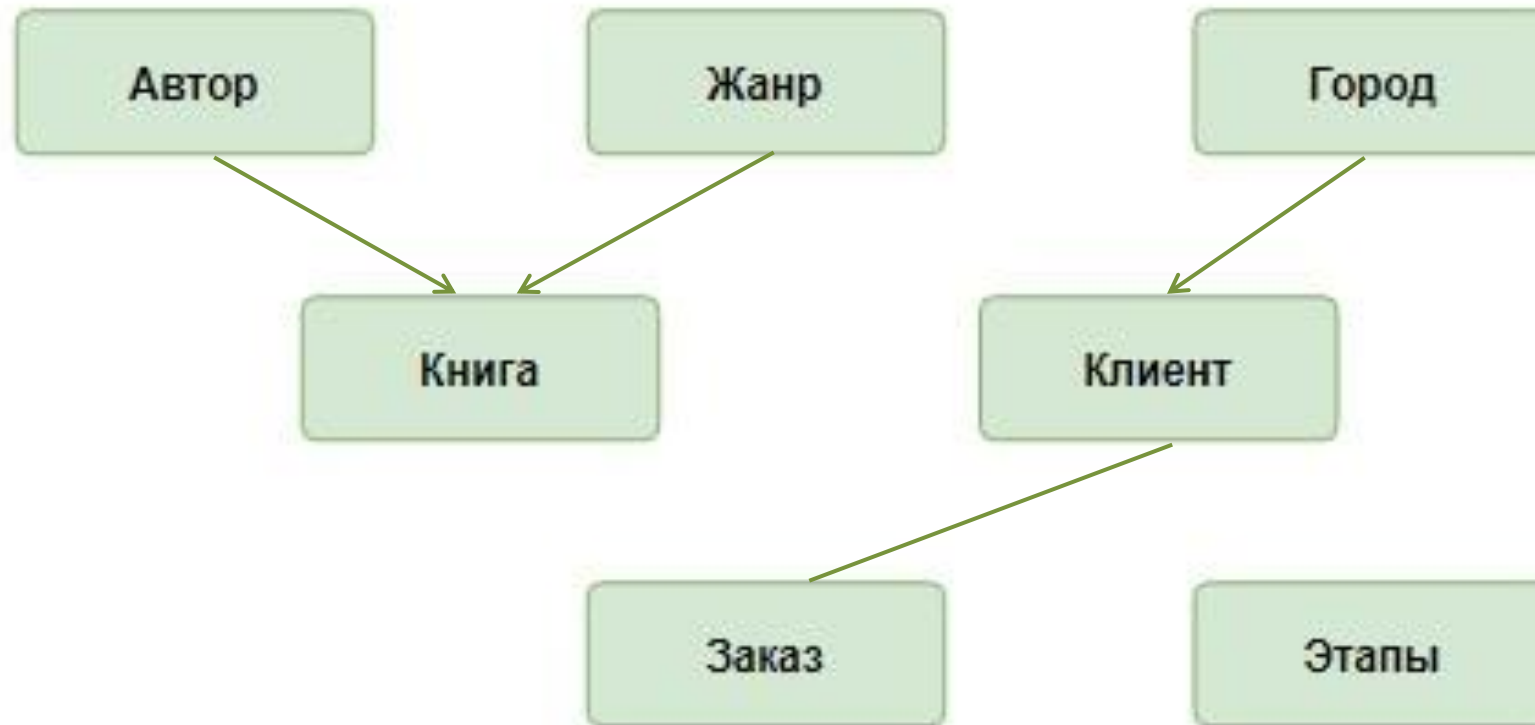 Автор
Жанр
Город
Книга
Клиент
Заказ
Этапы